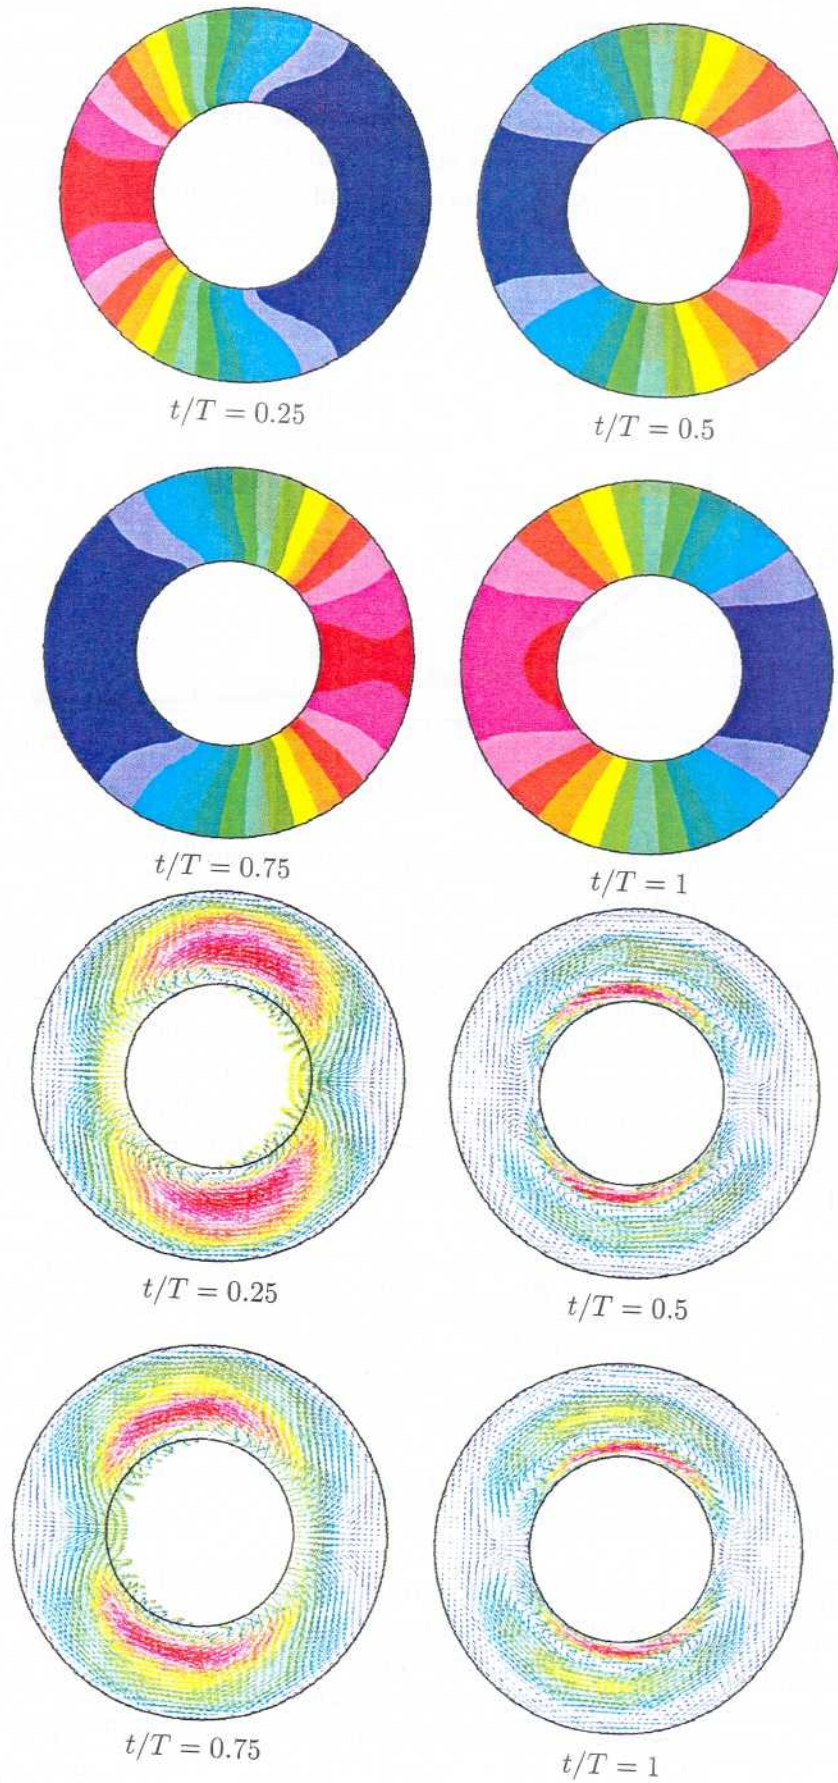 t/T = 0.25
t/T = 0.5
t/T = 0.75
t/T = 1
t/T = 0.25
t/T = 0.5
t/T = 0.75
t/T = 1